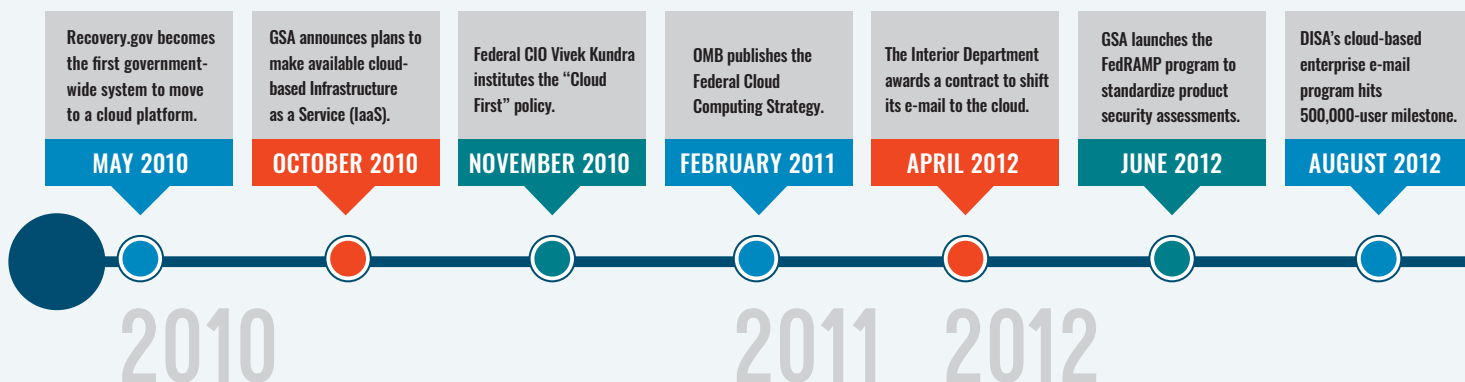 Recovery.gov becomes
the first government-
wide system to move
to a cloud platform.
MAY 2010
GSA announces plans to
make available cloud-
based Infrastructure
as a Service (IaaS).
OCTOBER 2010
Federal CIO Vivek Kundra
institutes the “Cloud
First” policy.
NOVEMBER 2010
OMB publishes the
Federal Cloud
Computing Strategy.
FEBRUARY 2011
The Interior Department
awards a contract to shift
its e-mail to the cloud.
APRIL 2012
GSA launches the
FedRAMP program to
standardize product
security assessments.
JUNE 2012
DISA’s cloud-based
enterprise e-mail
program hits
500,000-user milestone.
AUGUST 2012
2010
2011
2012